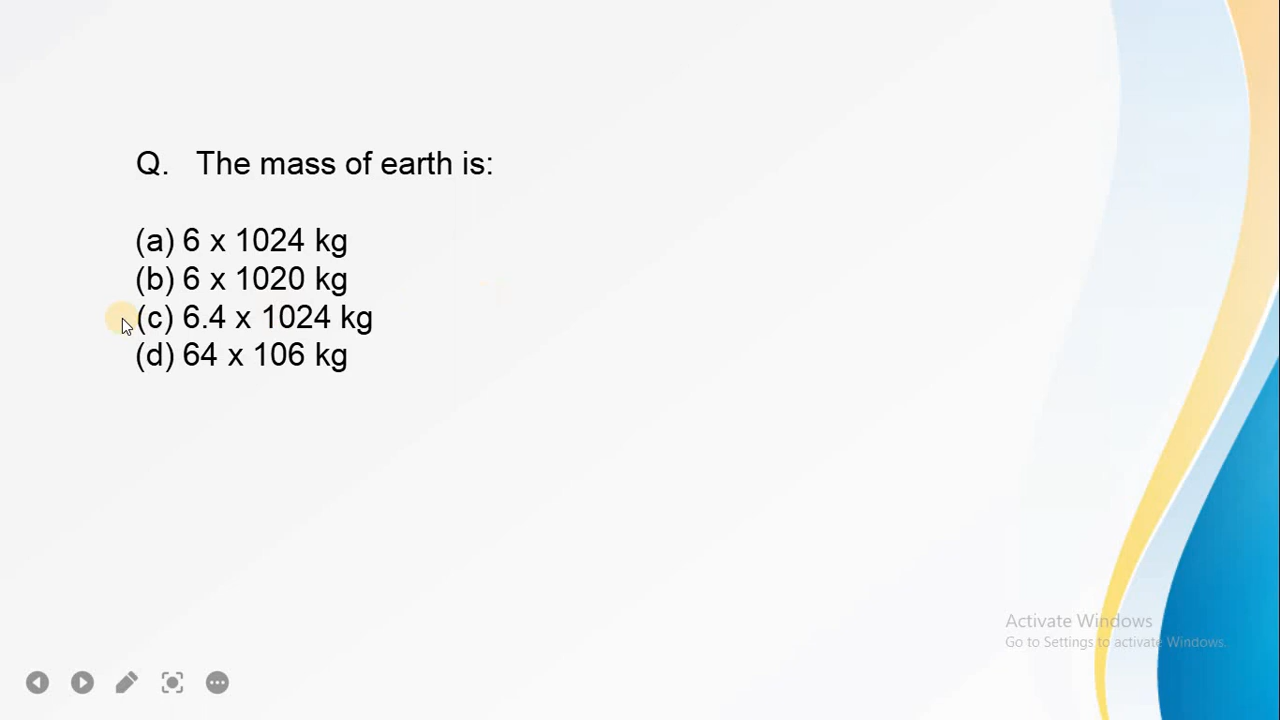 Q. The mass of earth is:
(a) 6 x 1024 kg
(b) 6 x 1020 kg
(c) 6.4 x 1024 kg
(d) 64 x 106 kg
Activate Windows
Go to Settings to activate Windows.